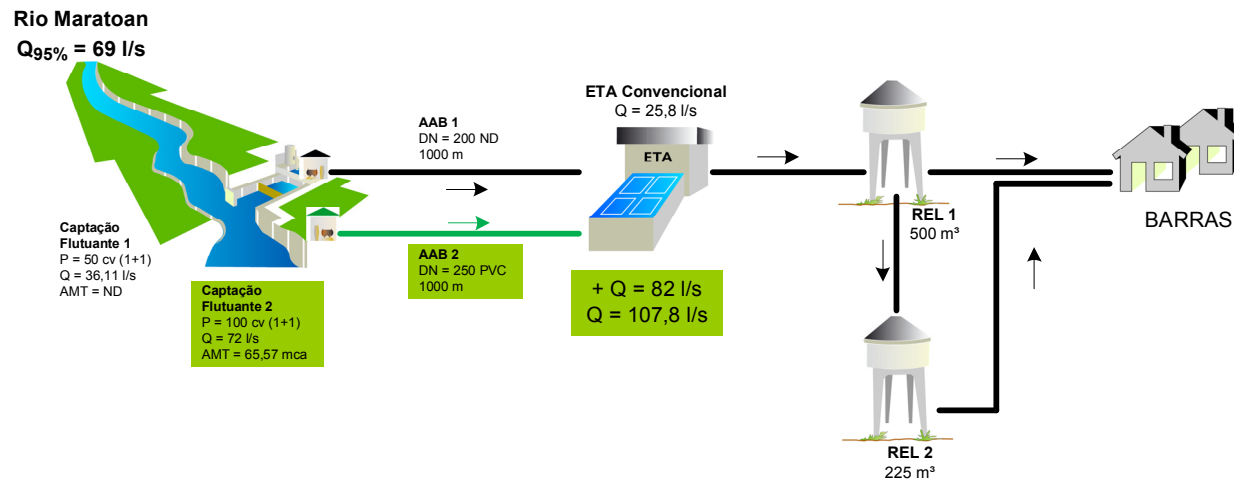 Rio Maratoan
Q95% = 69 l/s
Captação
Flutuante 1
P = 50 cv (1+1)
Q = 36,11 l/s
AMT = ND
Captação
Flutuante 2
P = 100 cv (1+1)
Q = 72 l/s
AMT = 65,57 mca
AAB 1
DN = 200 ND
1000 m
AAB 2
DN = 250 PVC
1000 m
ETA Convencional
Q = 25,8 l/s
ETA
+ Q = 82 l/s
Q = 107,8 l/s
REL 1
500 m³
REL 2
225 m³
BARRAS